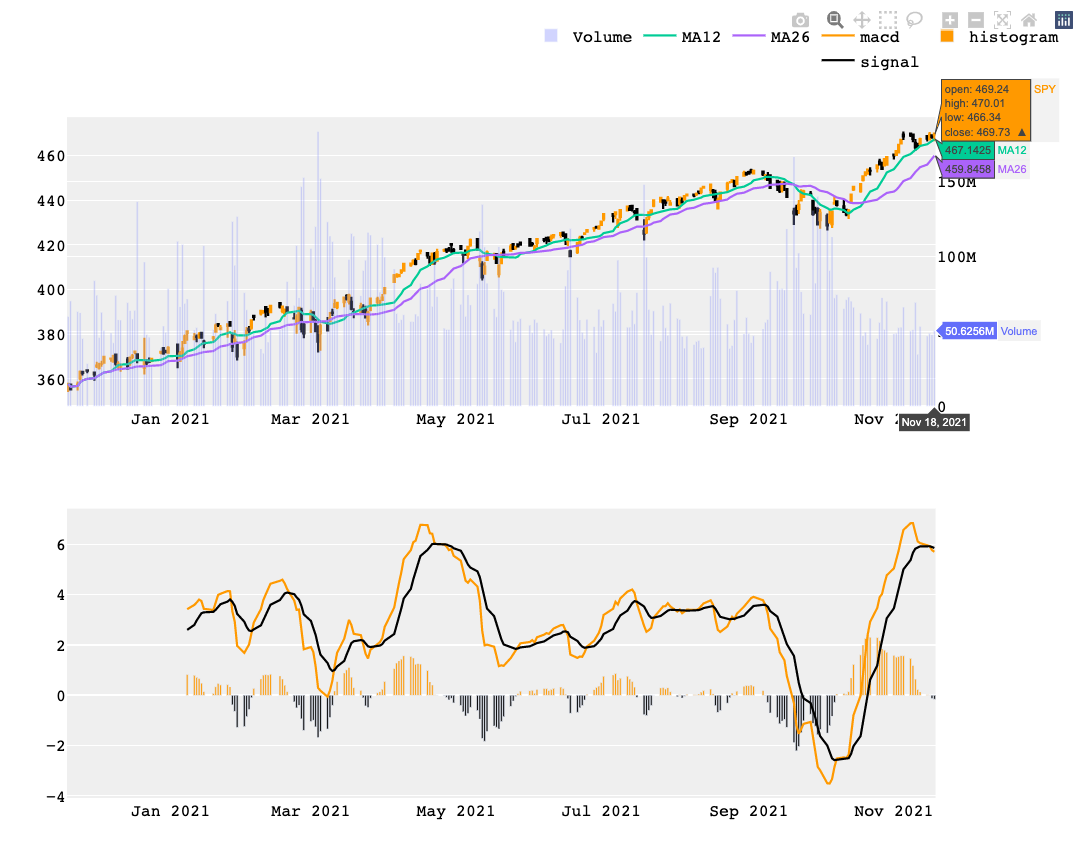 Volume MA12 MA26 macd histogram
signal
open: 469.24 SPY
high: 470.01
low: 466.34
close: 469.73 ▲
467.1425 MA12
459.8458 MA26
460
440
420
400
380
360
150M
100M
50.6256M Volume
0
Jan 2021 Mar 2021 May 2021 Jul 2021 Sep 2021 Nov
Nov 18, 2021
6
4
2
0
−2
−4
Jan 2021 Mar 2021 May 2021 Jul 2021 Sep 2021 Nov 2021